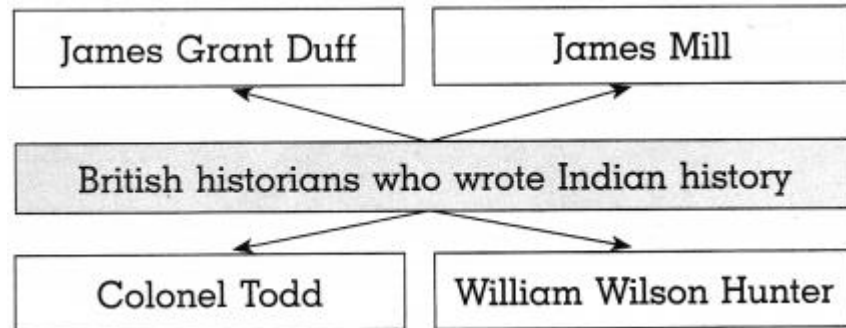 James Grant Duff
James Mill
British historians who wrote Indian history
Colonel Todd
William Wilson Hunter